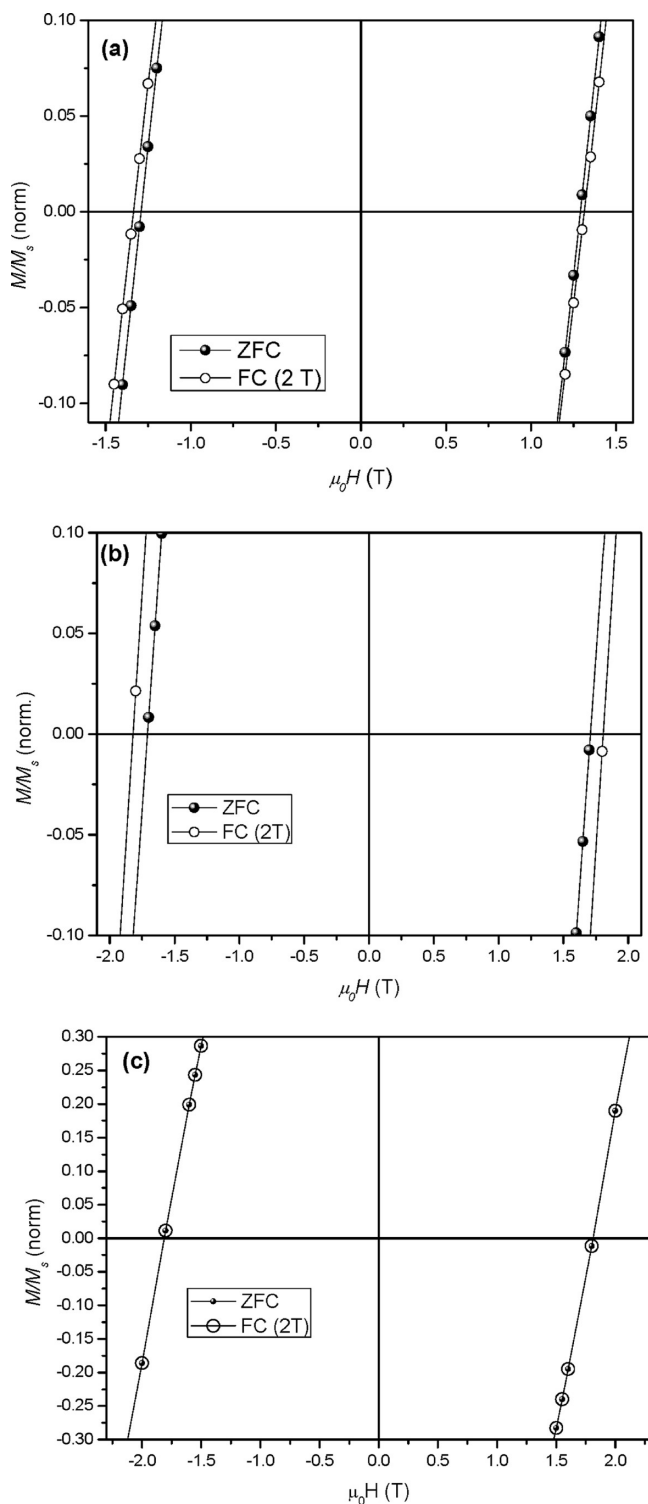 (a)
0.10
0.05
0.00
-0.05
-0.10
M/Ms (norm)
ZFC
FC (2 T)
-1.5 -1.0 -0.5 0.0 0.5 1.0 1.5
μ0H (T)
(b)
0.10
0.05
0.00
-0.05
-0.10
M/Ms (norm.)
ZFC
FC (2T)
-2.0 -1.5 -1.0 -0.5 0.0 0.5 1.0 1.5 2.0
μ0H (T)
(c)
0.30
0.25
0.20
0.15
0.10
0.05
0.00
-0.05
-0.10
-0.15
-0.20
-0.25
-0.30
M/Ms (norm)
ZFC
FC (2T)
-2.0 -1.5 -1.0 -0.5 0.0 0.5 1.0 1.5 2.0
μ0H (T)